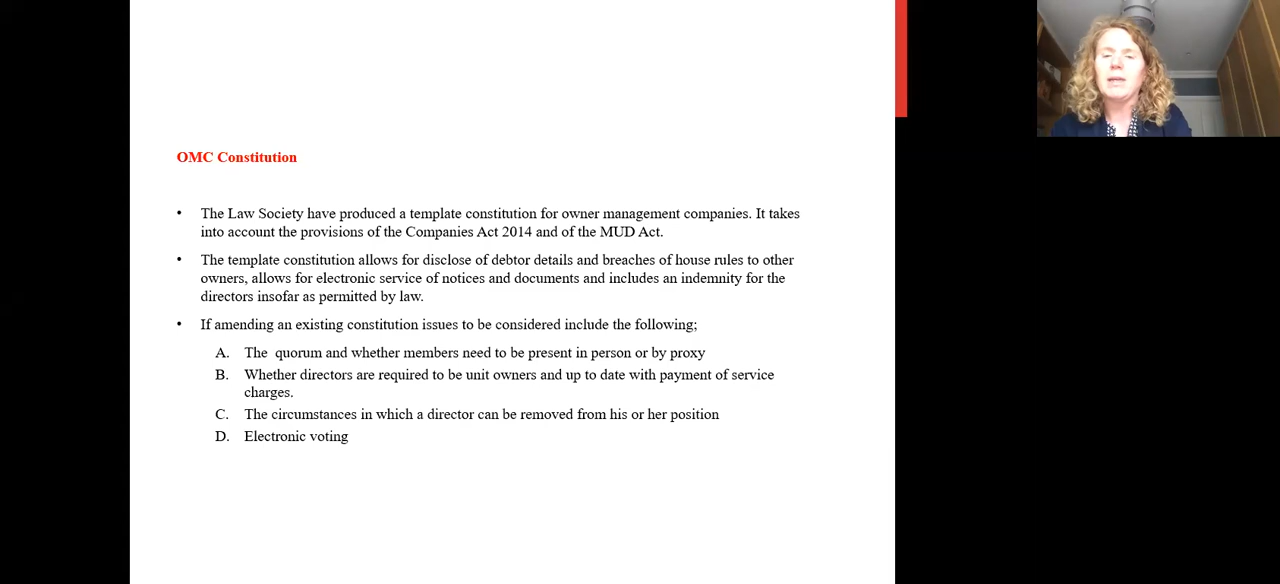 OMC Constitution
• The Law Society have produced a template constitution for owner management companies. It takes
into account the provisions of the Companies Act 2014 and of the MUD Act.
• The template constitution allows for disclose of debtor details and breaches of house rules to other
owners, allows for electronic service of notices and documents and includes an indemnity for the
directors insofar as permitted by law.
• If amending an existing constitution issues to be considered include the following;
A. The quorum and whether members need to be present in person or by proxy
B. Whether directors are required to be unit owners and up to date with payment of service
charges.
C. The circumstances in which a director can be removed from his or her position
D. Electronic voting